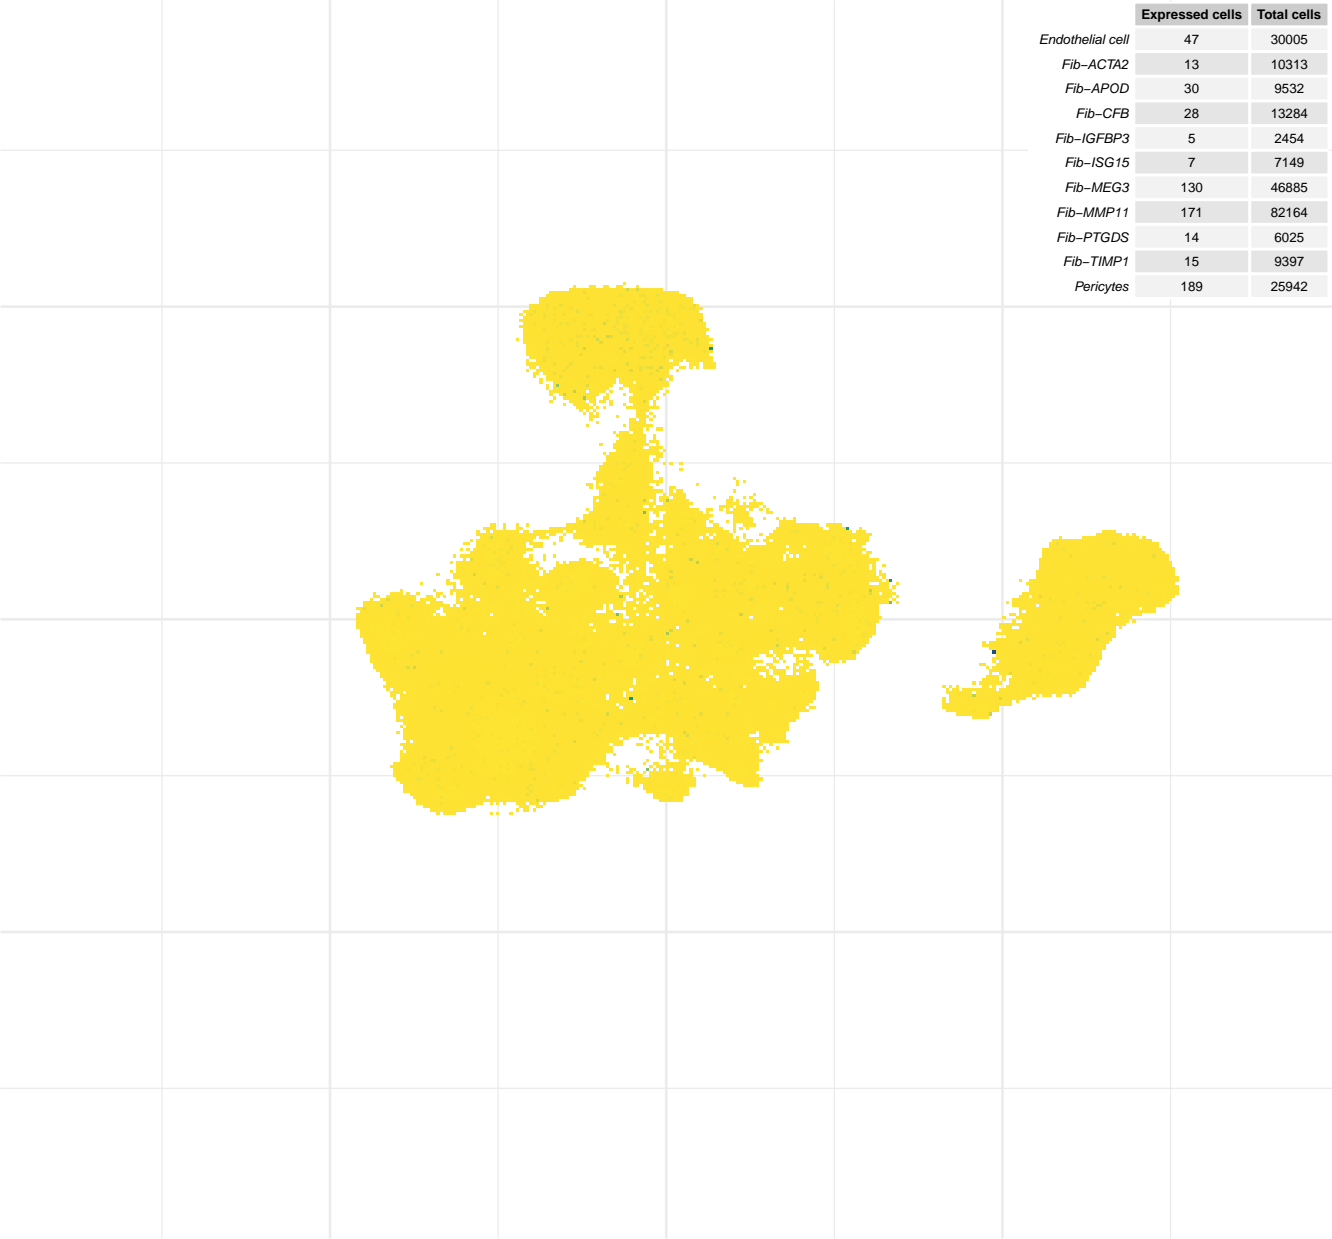 Expressed cells Total cells
Endothelial cell 47 30005
Fib−ACTA2 13 10313
Fib−APOD 30 9532
Fib−CFB 28 13284
Fib−IGFBP3 5 2454
Fib−ISG15 7 7149
Fib−MEG3 130 46885
Fib−MMP11 171 82164
Fib−PTGDS 14 6025
Fib−TIMP1 15 9397
Pericytes 189 25942